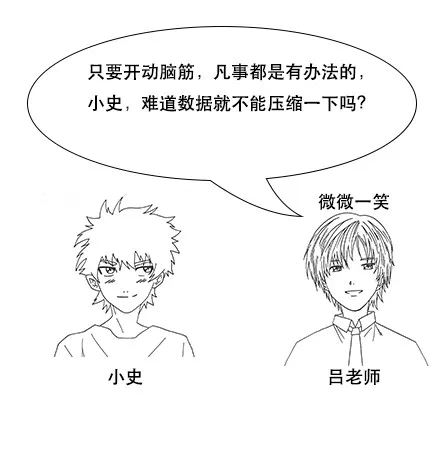 只要开动脑筋，凡事都是有办法的，
小史，难道数据就不能压缩一下吗？
微微一笑
小史
吕老师